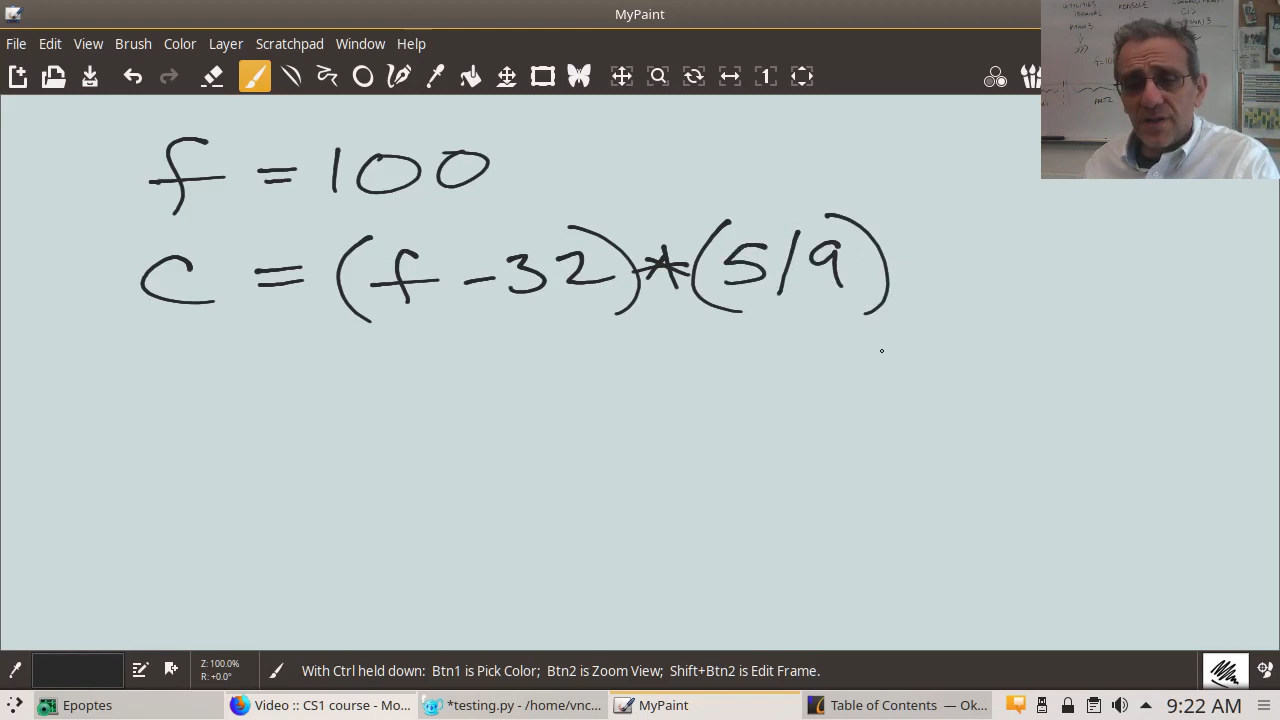 MyPaint
File Edit View Brush Color Layer Scratchpad Window Help
UTILITIES
f = 100
c = (f - 32)*(5/9)
Z: 100.0%
R: +0.0°
With Ctrl held down: Btn1 is Pick Color; Btn2 is Zoom View; Shift+Btn2 is Edit Frame.
Epoptes Video :: CS1 course - Mo... *testing.py - /home/vnc... MyPaint Table of Contents — Ok... 9:22 AM